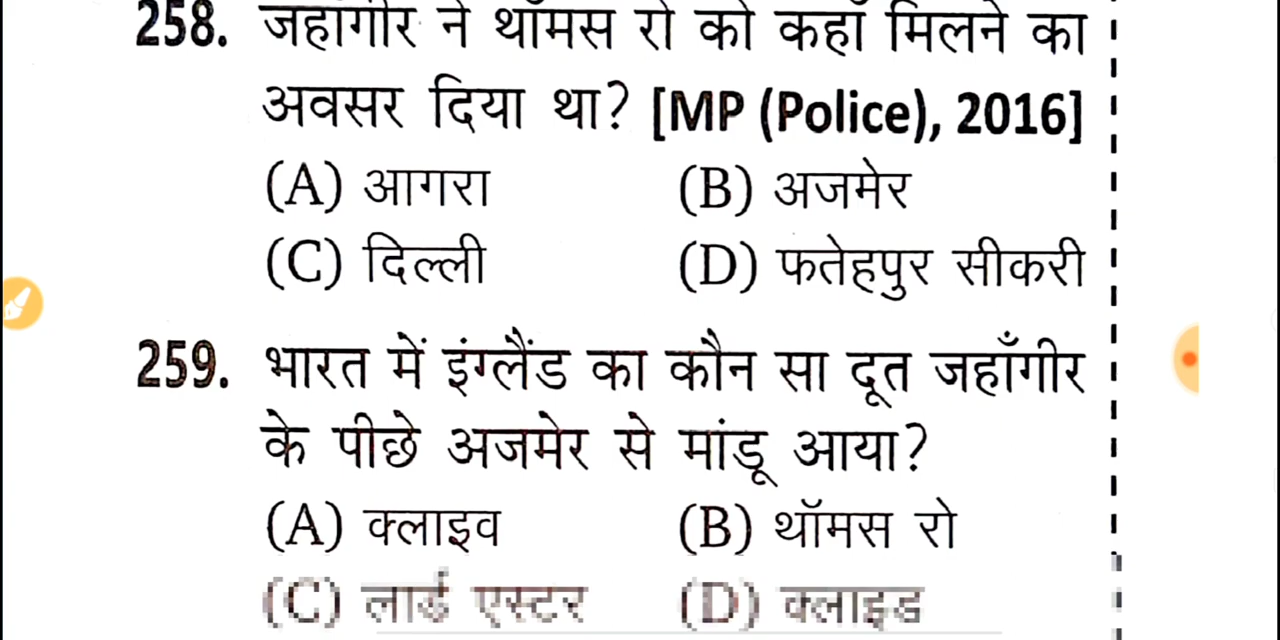 258. जहाँगीर ने थॉमस रो को कहाँ मिलने का
अवसर दिया था? [MP (Police), 2016]
(A) आगरा (B) अजमेर
(C) दिल्ली (D) फतेहपुर सीकरी
259. भारत में इंग्लैंड का कौन सा दूत जहाँगीर
के पीछे अजमेर से मांडू आया?
(A) क्लाइव (B) थॉमस रो
(C) लार्ड एस्टर (D) क्लाइड